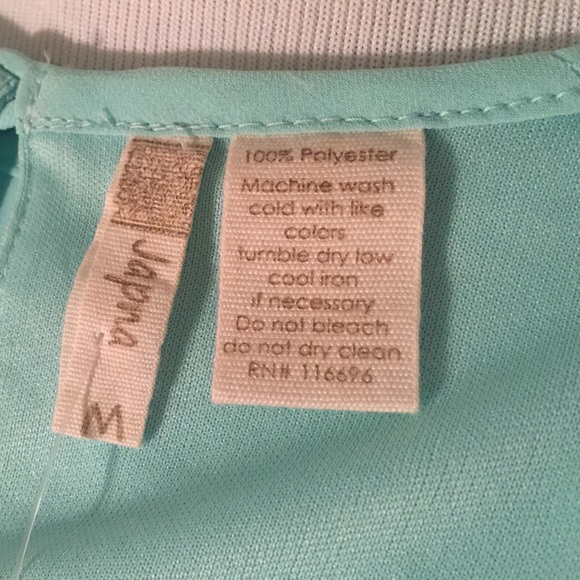 Japna
M
100% Polyester
Machine wash
cold with like
colors
tumble dry low
cool iron
if necessary
Do not bleach
do not dry clean
RN# 116696